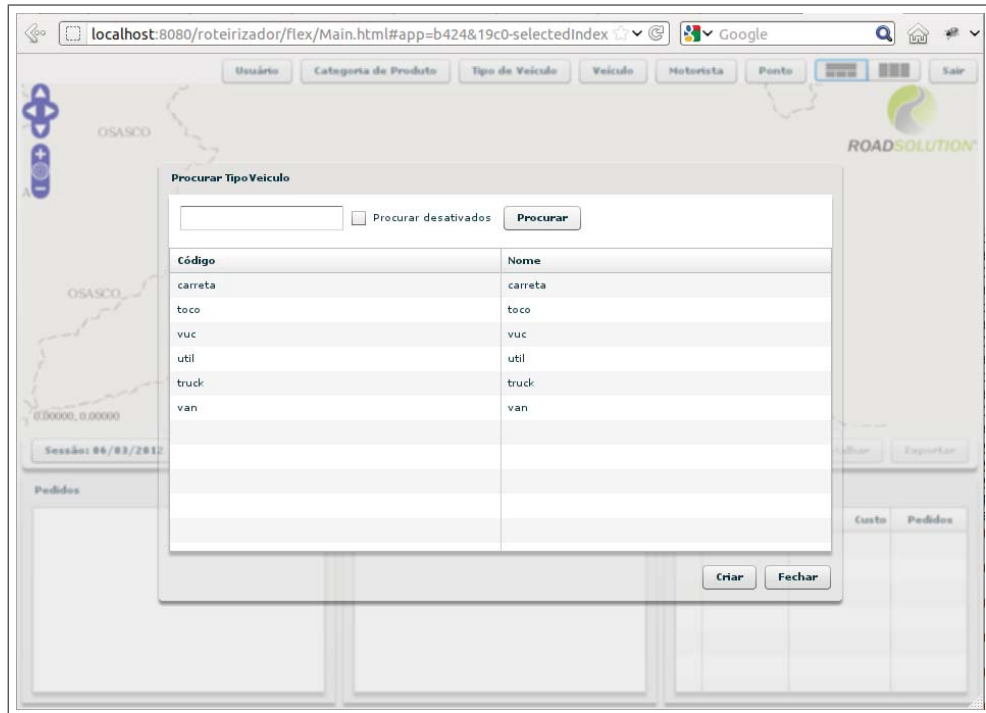 localhost:8080/roteirizador/flex/Main.html#app=b424&19c0-selectedIndex
Google
Usuário Categoria de Produto Tipo de Veículo Veículo Motorista Ponto Sair
OSASCO
ROADSOLUTION
Procurar TipoVeiculo
Procurar desativados Procurar
Código Nome
carreta carreta
OSASCO
toco toco
vuc vuc
util util
truck truck
van van
0.00000, 0.00000
Sessão: 06/03/2012 Exportar
Pedidos
Custo Pedidos
Criar Fechar